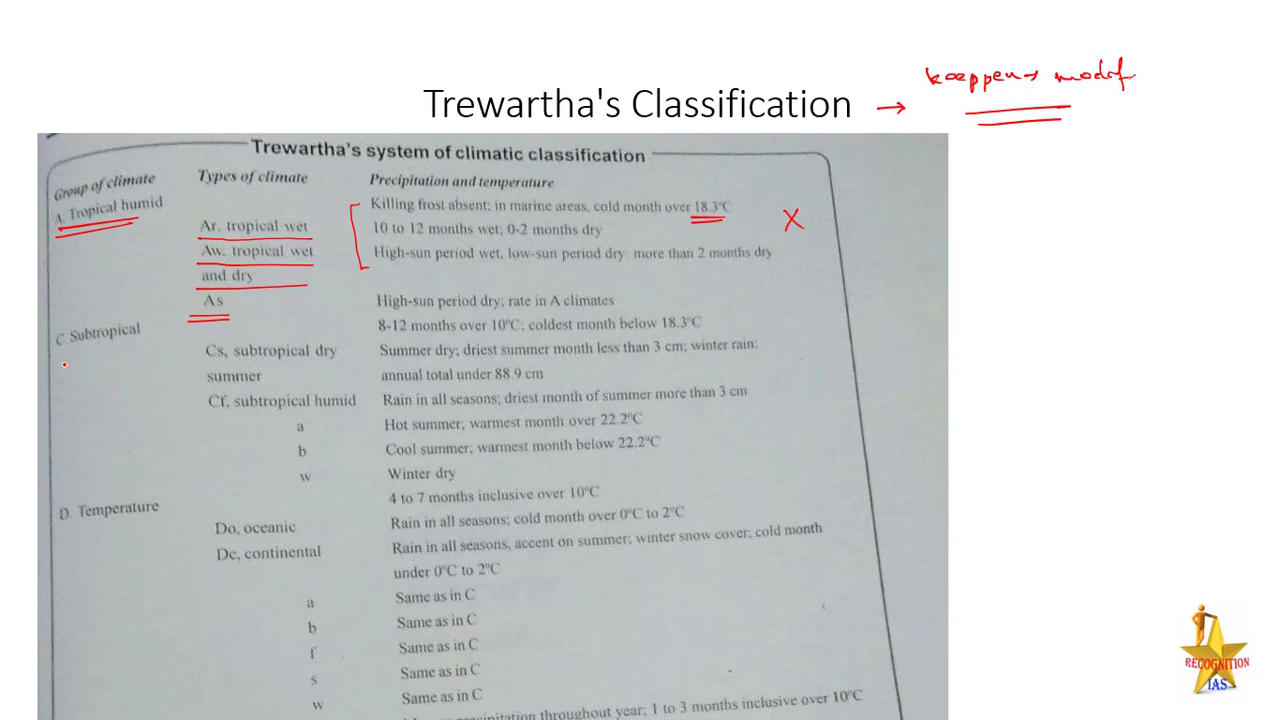 koeppen → modif
Trewartha's Classification →
Trewartha's system of climatic classification
Group of climate Types of climate Precipitation and temperature
A. Tropical humid Killing frost absent; in marine areas, cold month over 18.3°C
Ar. tropical wet 10 to 12 months wet; 0-2 months dry
Aw. tropical wet High-sun period wet, low-sun period dry; more than 2 months dry
and dry
As High-sun period dry; rate in A climates
C. Subtropical 8-12 months over 10°C; coldest month below 18.3°C
Cs, subtropical dry Summer dry; driest summer month less than 3 cm; winter rain;
summer annual total under 88.9 cm
Cf, subtropical humid Rain in all seasons; driest month of summer more than 3 cm
a Hot summer; warmest month over 22.2°C
b Cool summer; warmest month below 22.2°C
w Winter dry
D. Temperature 4 to 7 months inclusive over 10°C
Do, oceanic Rain in all seasons; cold month over 0°C to 2°C
Dc, continental Rain in all seasons, accent on summer; winter snow cover; cold month
under 0°C to 2°C
a Same as in C
b Same as in C
f Same as in C
s Same as in C
w Same as in C
precipitation throughout year; 1 to 3 months inclusive over 10°C
X
RECOGNITION
IAS